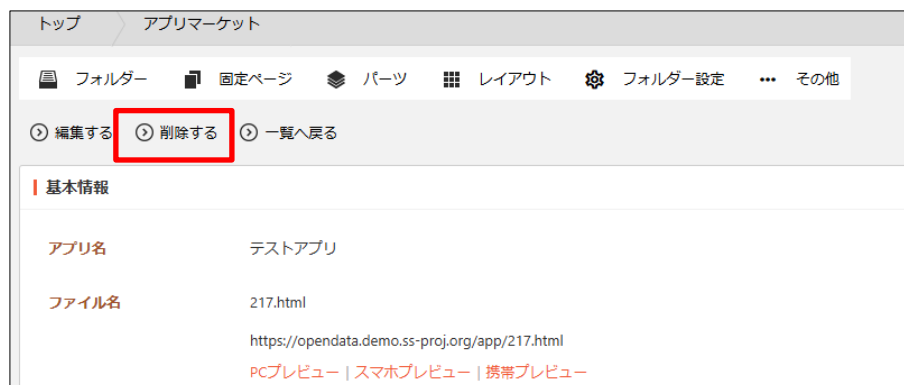 トップ アプリマーケット
フォルダー 固定ページ パーツ レイアウト フォルダー設定 ••• その他
編集する 削除する 一覧へ戻る
基本情報
アプリ名 テストアプリ
ファイル名 217.html
https://opendata.demo.ss-proj.org/app/217.html
PCプレビュー | スマホプレビュー | 携帯プレビュー